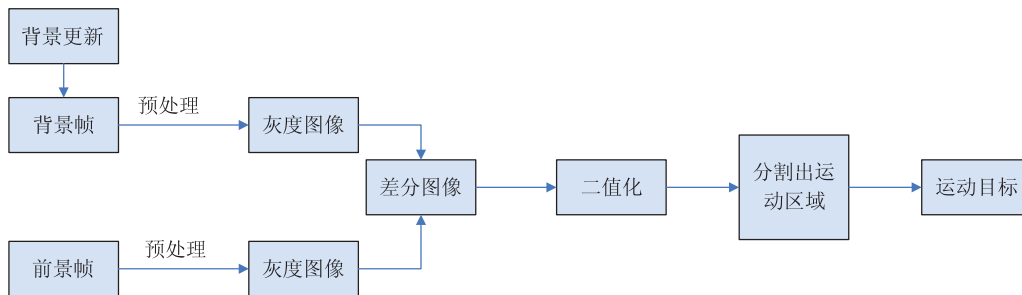 背景更新
背景帧
预处理
灰度图像
差分图像
二值化
分割出运
动区域
运动目标
前景帧
预处理
灰度图像